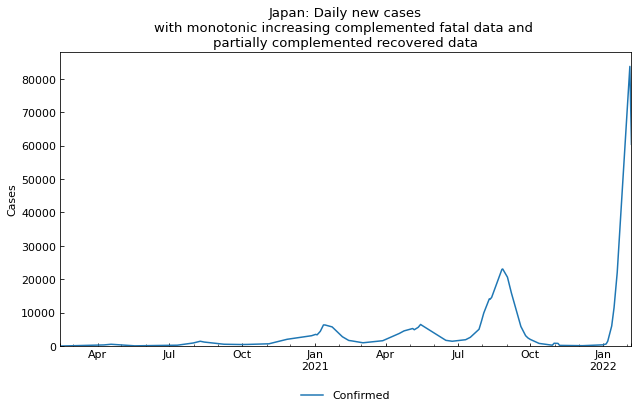 Japan: Daily new cases
with monotonic increasing complemented fatal data and
partially complemented recovered data
80000
70000
60000
50000
40000
30000
20000
10000
0
Cases
Apr
Jul
Oct
Jan
2021
Apr
Jul
Oct
Jan
2022
Confirmed